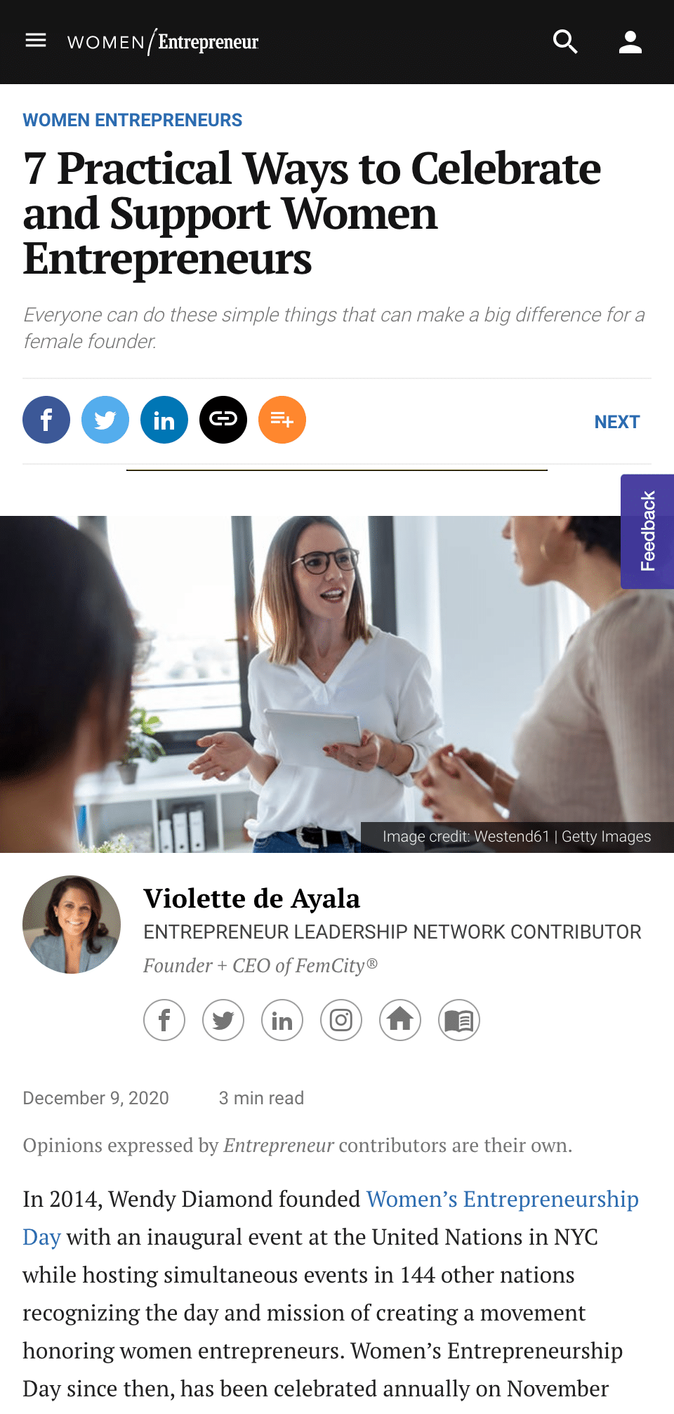 WOMEN/Entrepreneur
WOMEN ENTREPRENEURS
7 Practical Ways to Celebrate
and Support Women
Entrepreneurs
Everyone can do these simple things that can make a big difference for a
female founder.
NEXT
Feedback
Image credit: Westend61 | Getty Images
Violette de Ayala
ENTREPRENEUR LEADERSHIP NETWORK CONTRIBUTOR
Founder + CEO of FemCity®
December 9, 2020 3 min read
Opinions expressed by Entrepreneur contributors are their own.
In 2014, Wendy Diamond founded Women’s Entrepreneurship
Day with an inaugural event at the United Nations in NYC
while hosting simultaneous events in 144 other nations
recognizing the day and mission of creating a movement
honoring women entrepreneurs. Women’s Entrepreneurship
Day since then, has been celebrated annually on November